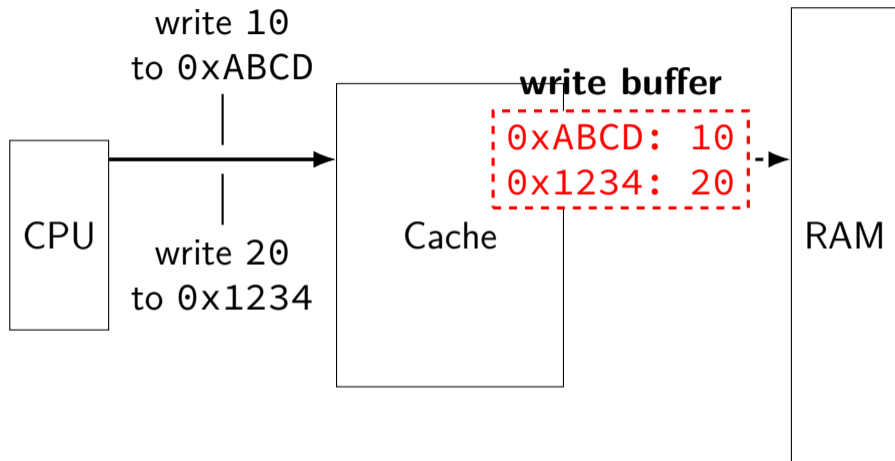 write 10
to 0xABCD
write buffer
0xABCD: 10
0x1234: 20
CPU
Cache
RAM
write 20
to 0x1234